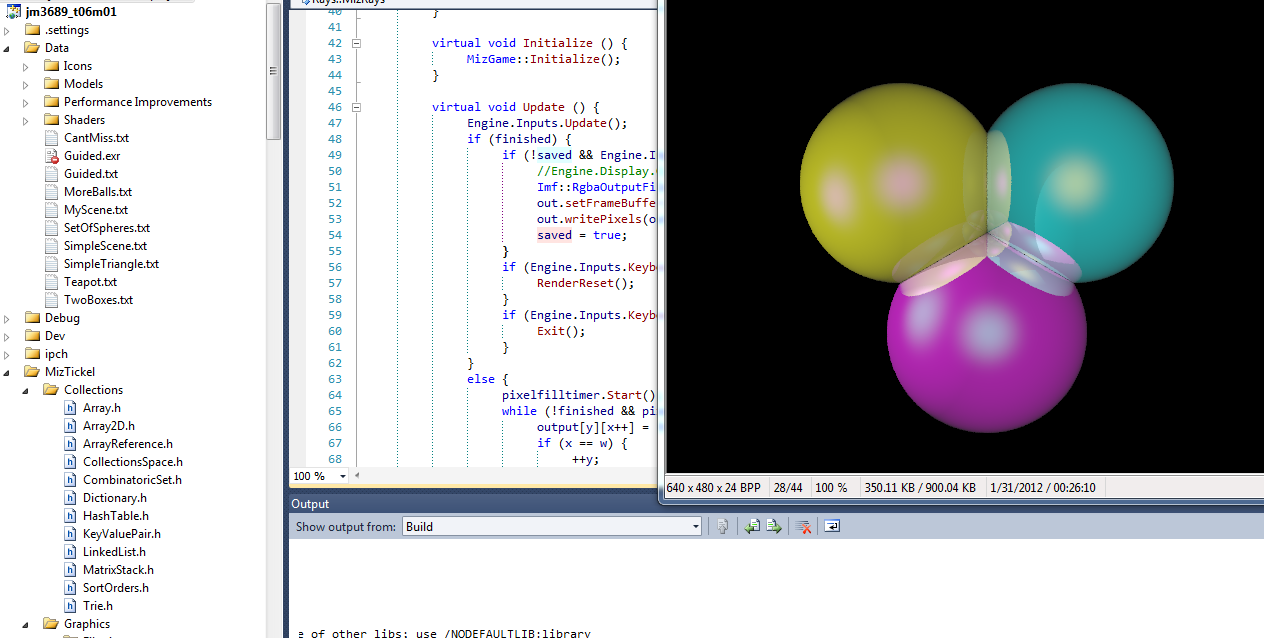 jm3689_t06m01
.settings
Data
Icons
Models
Performance Improvements
Shaders
CantMiss.txt
Guided.exr
Guided.txt
MoreBalls.txt
MyScene.txt
SetOfSpheres.txt
SimpleScene.txt
SimpleTriangle.txt
Teapot.txt
TwoBoxes.txt
Debug
Dev
ipch
MizTickel
Collections
Array.h
Array2D.h
ArrayReference.h
CollectionsSpace.h
CombinatoricSet.h
Dictionary.h
HashTable.h
KeyValuePair.h
LinkedList.h
MatrixStack.h
SortOrders.h
Trie.h
Graphics
40 }
41
42 virtual void Initialize () {
43 MizGame::Initialize();
44 }
45
46 virtual void Update () {
47 Engine.Inputs.Update();
48 if (finished) {
49 if (!saved && Engine.I
50 //Engine.Display.
51 Imf::RgbaOutputFi
52 out.setFrameBuffe
53 out.writePixels(o
54 saved = true;
55 }
56 if (Engine.Inputs.Keyb
57 RenderReset();
58 }
59 if (Engine.Inputs.Keyb
60 Exit();
61 }
62 }
63 else {
64 pixelfilltimer.Start()
65 while (!finished && pi
66 output[y][x++] =
67 if (x == w) {
68 ++y;
100 %
640 x 480 x 24 BPP 28/44 100 % 350.11 KB / 900.04 KB 1/31/2012 / 00:26:10
Output
Show output from: Build
e of other libs; use /NODEFAULTLIB:library